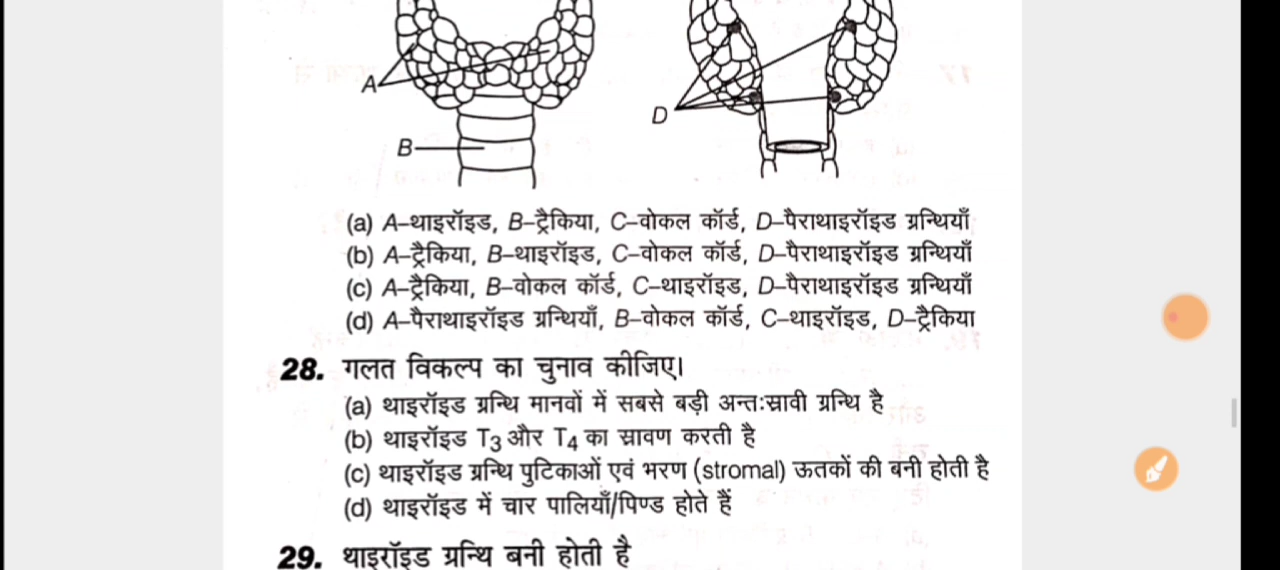 A
B
D
(a) A–थाइरॉइड, B–ट्रैकिया, C–वोकल कॉर्ड, D–पैराथाइरॉइड ग्रन्थियाँ
(b) A–ट्रैकिया, B–थाइरॉइड, C–वोकल कॉर्ड, D–पैराथाइरॉइड ग्रन्थियाँ
(c) A–ट्रैकिया, B–वोकल कॉर्ड, C–थाइरॉइड, D–पैराथाइरॉइड ग्रन्थियाँ
(d) A–पैराथाइरॉइड ग्रन्थियाँ, B–वोकल कॉर्ड, C–थाइरॉइड, D–ट्रैकिया
28. गलत विकल्प का चुनाव कीजिए।
(a) थाइरॉइड ग्रन्थि मानवों में सबसे बड़ी अन्तःस्रावी ग्रन्थि है
(b) थाइरॉइड T3 और T4 का स्रावण करती है
(c) थाइरॉइड ग्रन्थि पुटिकाओं एवं भरण (stromal) ऊतकों की बनी होती है
(d) थाइरॉइड में चार पालियाँ/पिण्ड होते हैं
29. थाइरॉइड ग्रन्थि बनी होती है